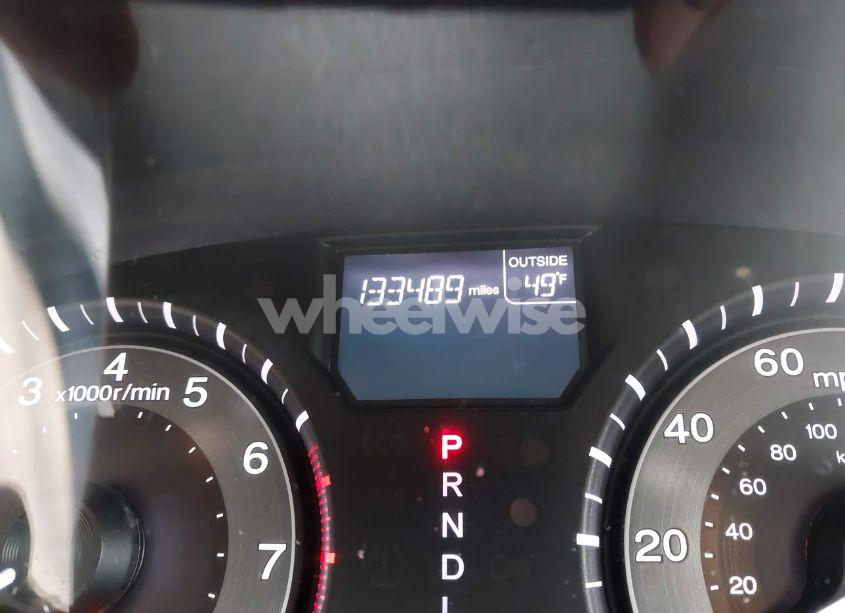 OUTSIDE
133489 miles 49°F
wheelwise
3 4 5 6 7
x1000r/min
P
R
N
D
60 mp
40
20
100
80
60
40
20
k